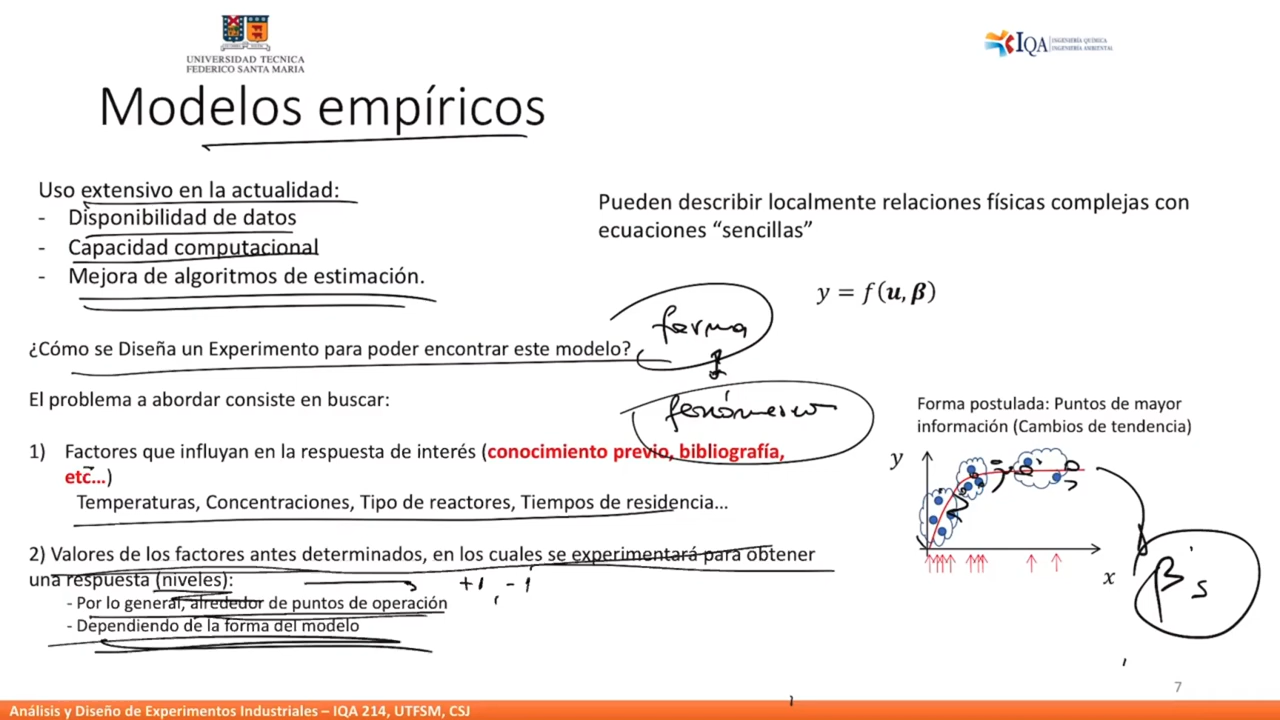 UNIVERSIDAD TECNICA
FEDERICO SANTA MARIA
IQA
INGENIERÍA QUÍMICA
INGENIERÍA AMBIENTAL
Modelos empíricos
Uso extensivo en la actualidad:
- Disponibilidad de datos
- Capacidad computacional
- Mejora de algoritmos de estimación.
Pueden describir localmente relaciones físicas complejas con
ecuaciones “sencillas”
y = f(u, β)
forma
¿Cómo se Diseña un Experimento para poder encontrar este modelo?
fenómeno
El problema a abordar consiste en buscar:
1) Factores que influyen en la respuesta de interés (conocimiento previo, bibliografía,
etc…)
Temperaturas, Concentraciones, Tipo de reactores, Tiempos de residencia…
2) Valores de los factores antes determinados, en los cuales se experimentará para obtener
una respuesta (niveles):
+1, -1
- Por lo general, alrededor de puntos de operación
- Dependiendo de la forma del modelo
Forma postulada: Puntos de mayor
información (Cambios de tendencia)
y
x
βs
7
Análisis y Diseño de Experimentos Industriales – IQA 214, UTFSM, CSJ